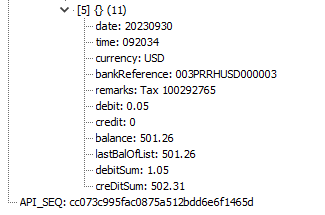 [5] {} (11)
date: 20230930
time: 092034
currency: USD
bankReference: 003PRRHUSD000003
remarks: Tax 100292765
debit: 0.05
credit: 0
balance: 501.26
lastBalOfList: 501.26
debitSum: 1.05
creDitSum: 502.31
API_SEQ: cc073c995fac0875a512bdd6e6f1465d